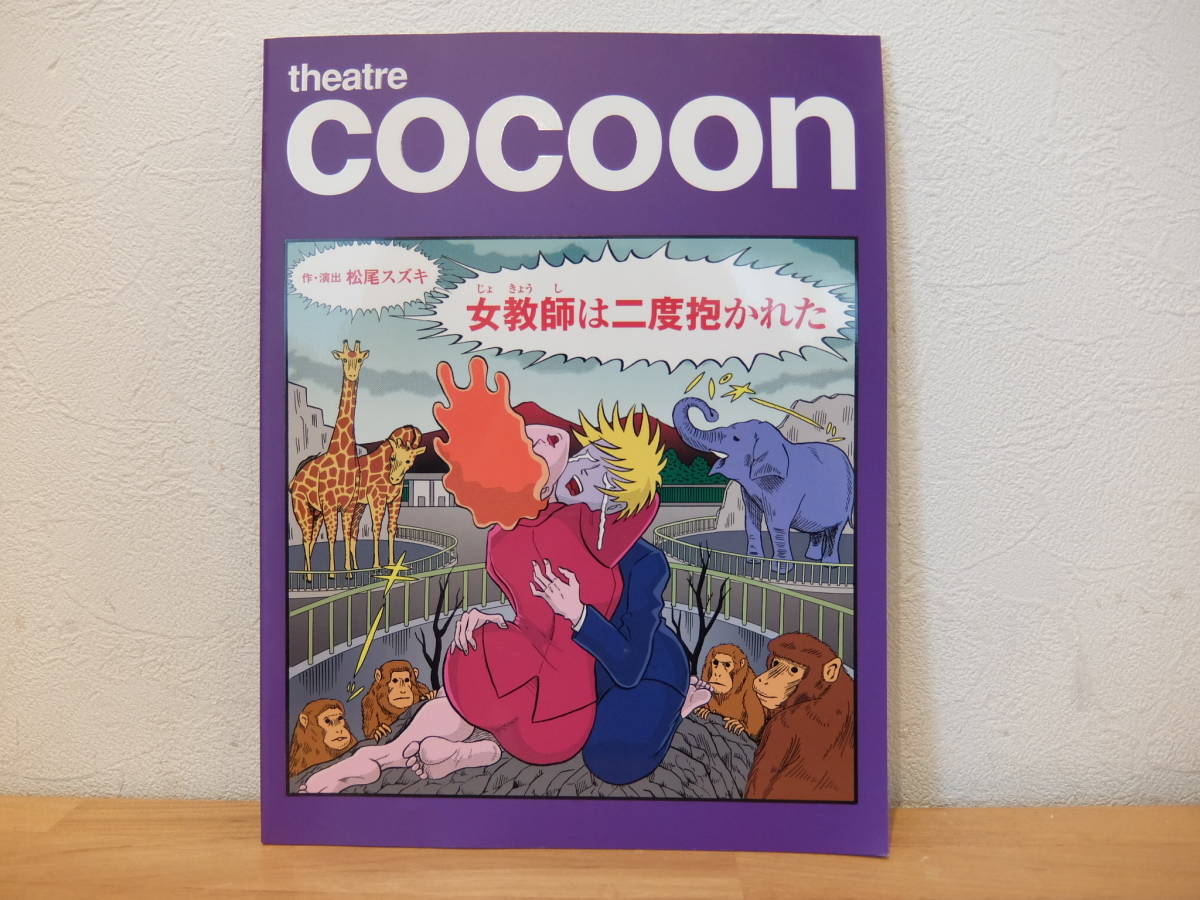 theatre
cocoon
作・演出 松尾スズキ
じょ きょう し
女教師は二度抱かれた